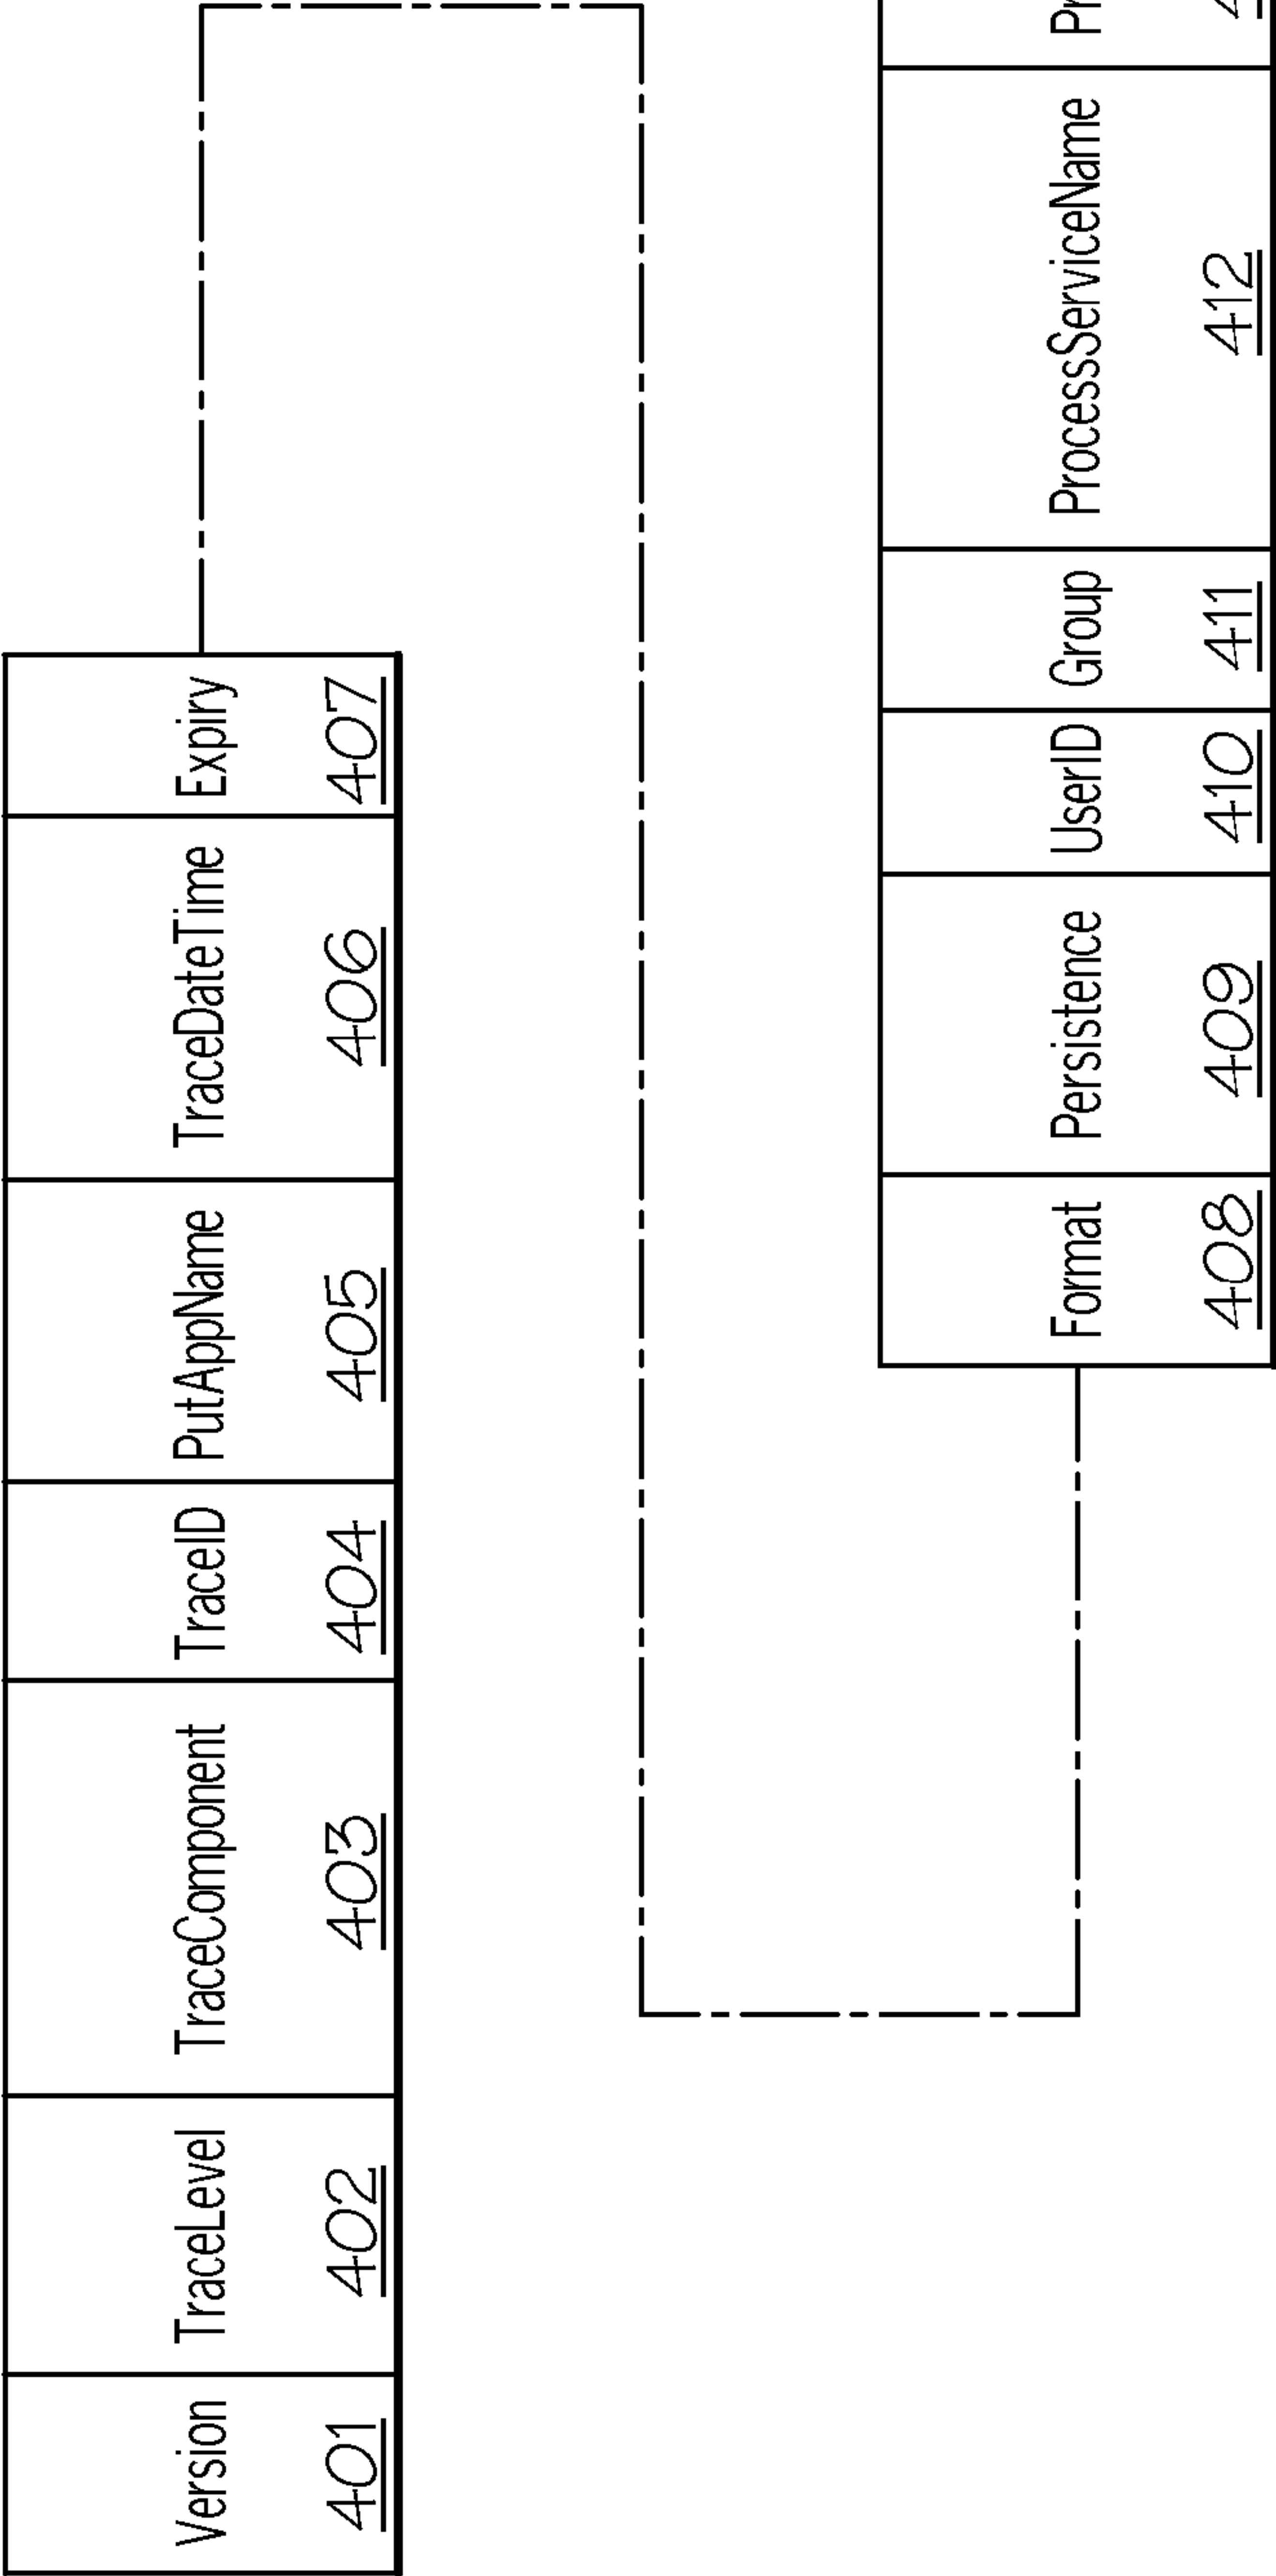 Version TraceLevel TraceComponent TraceID PutAppName TraceDateTime Expiry
401 402 403 404 405 406 407
Format Persistence UserID Group ProcessServiceName
408 409 410 411 412